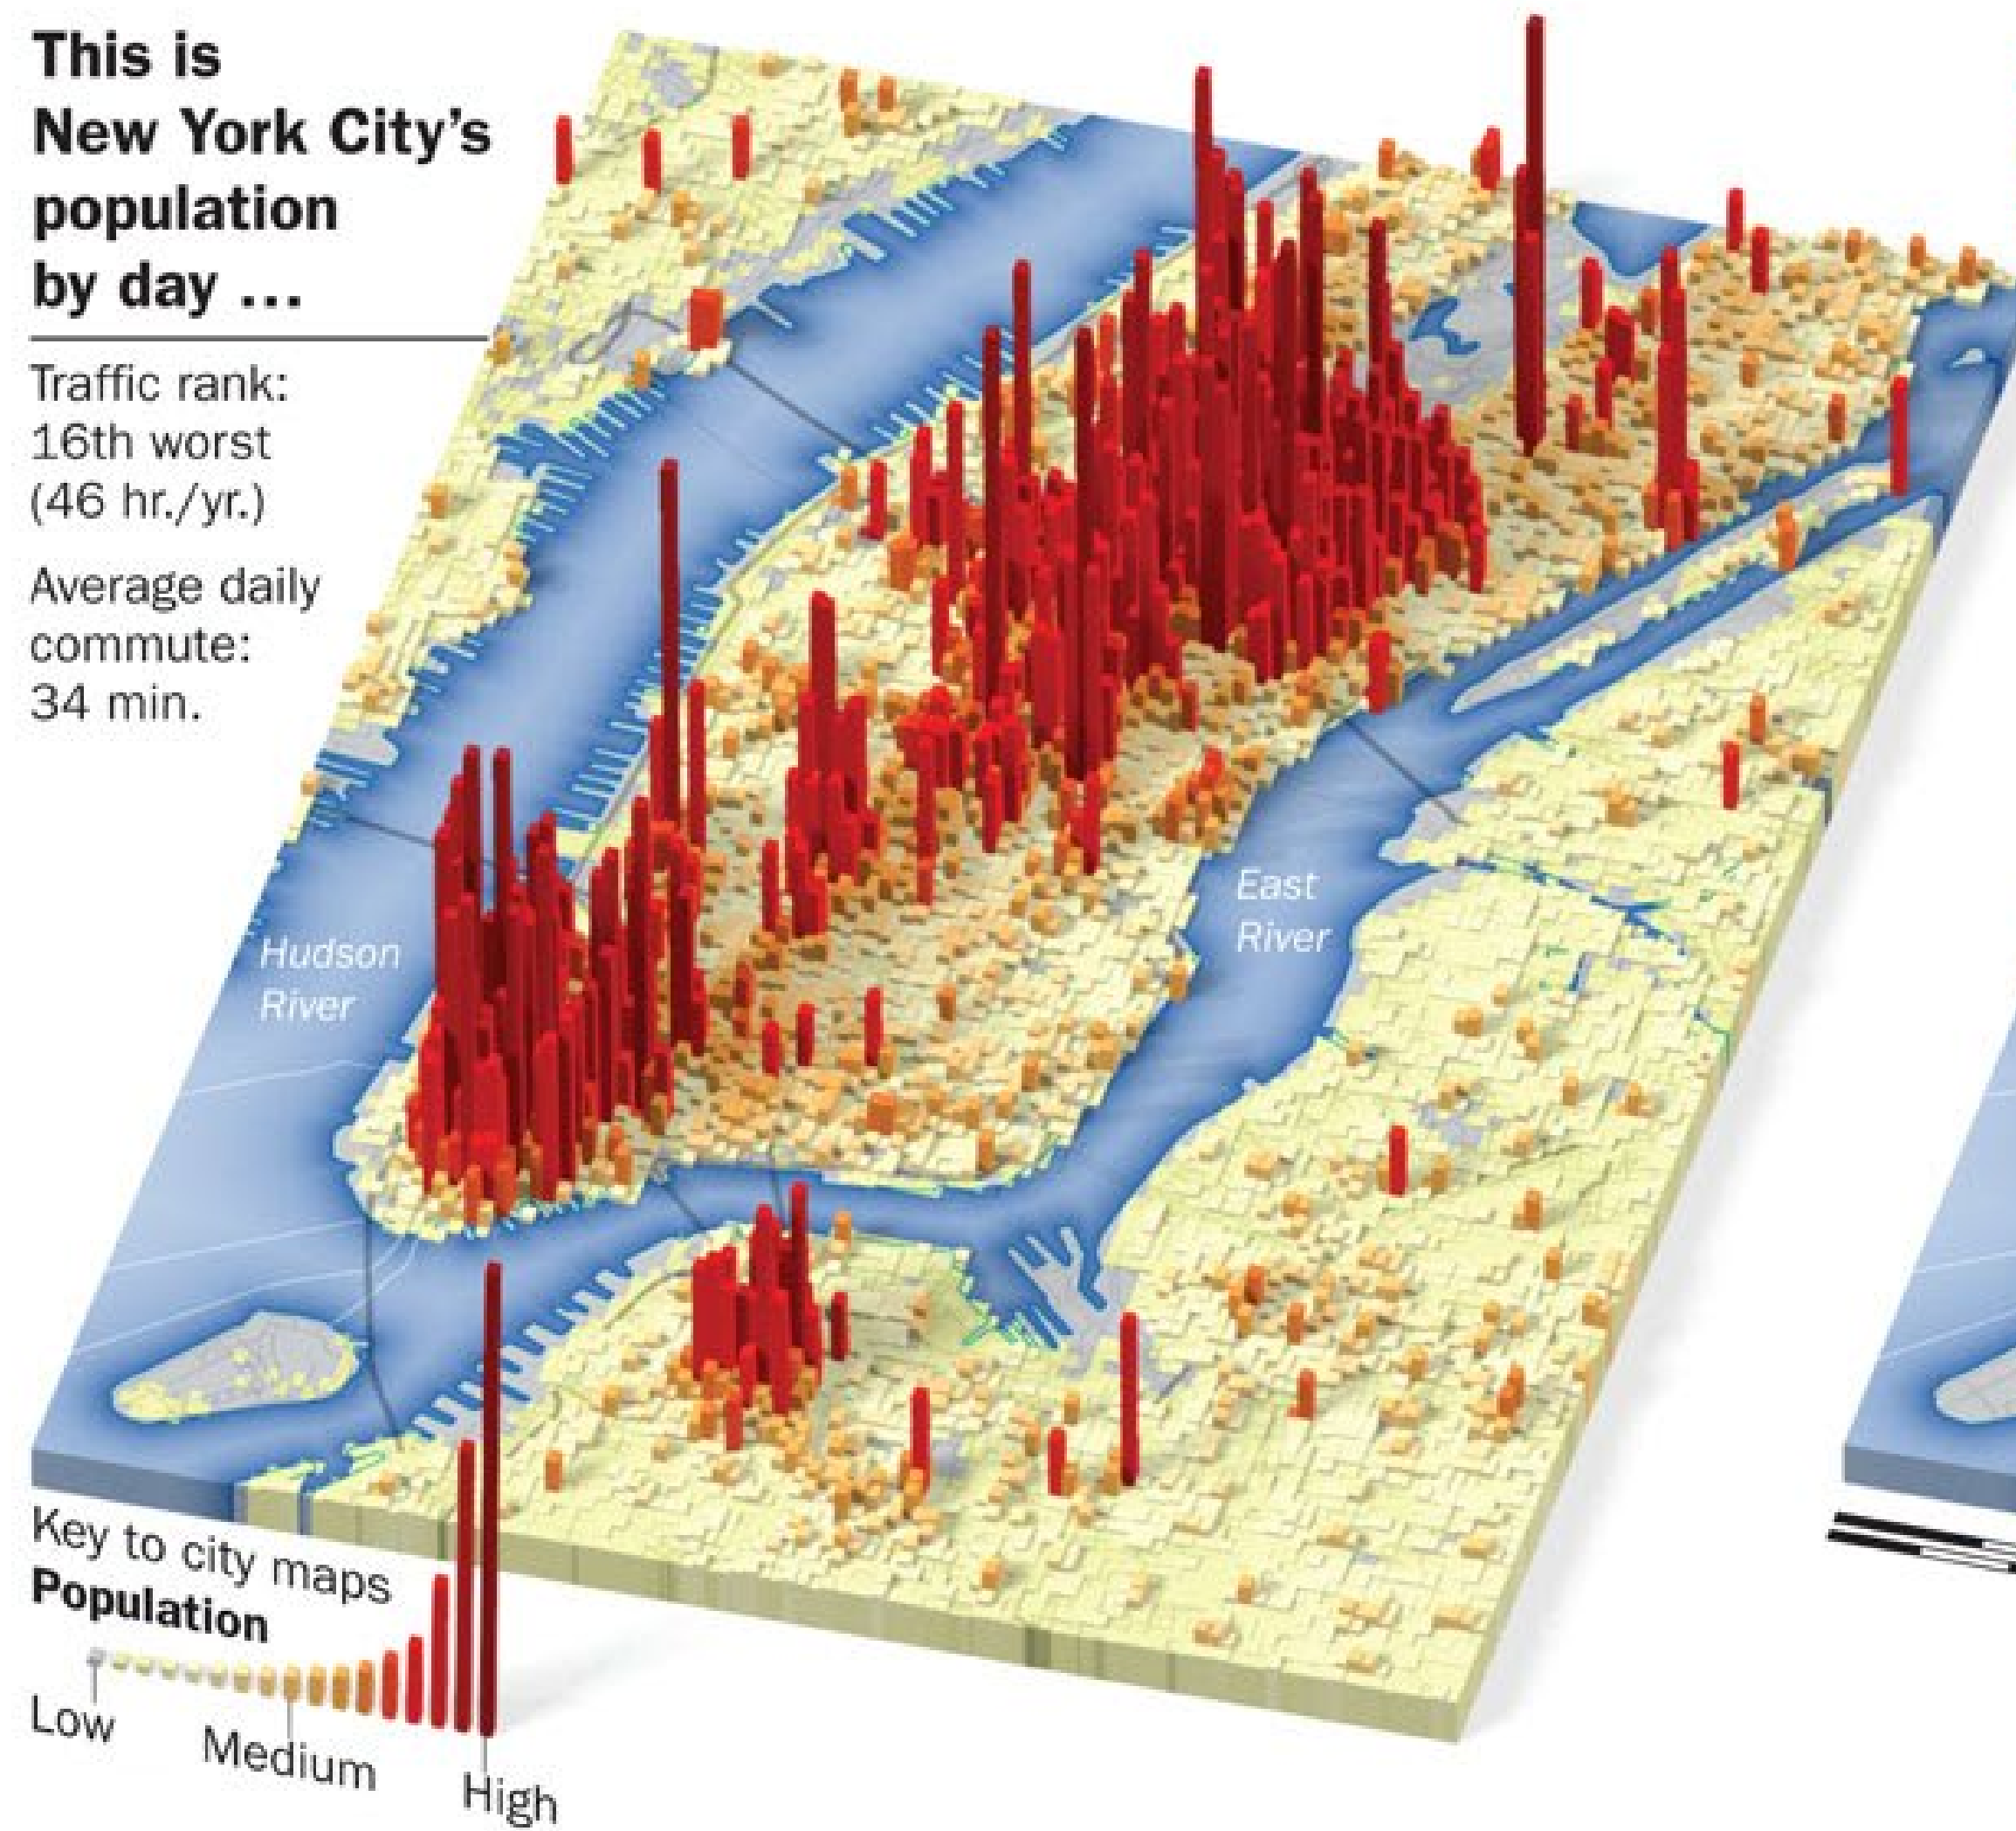 This is
New York City's
population
by day ...
Traffic rank:
16th worst
(46 hr./yr.)
Average daily
commute:
34 min.
Hudson
River
East
River
Key to city maps
Population
Low
Medium
High